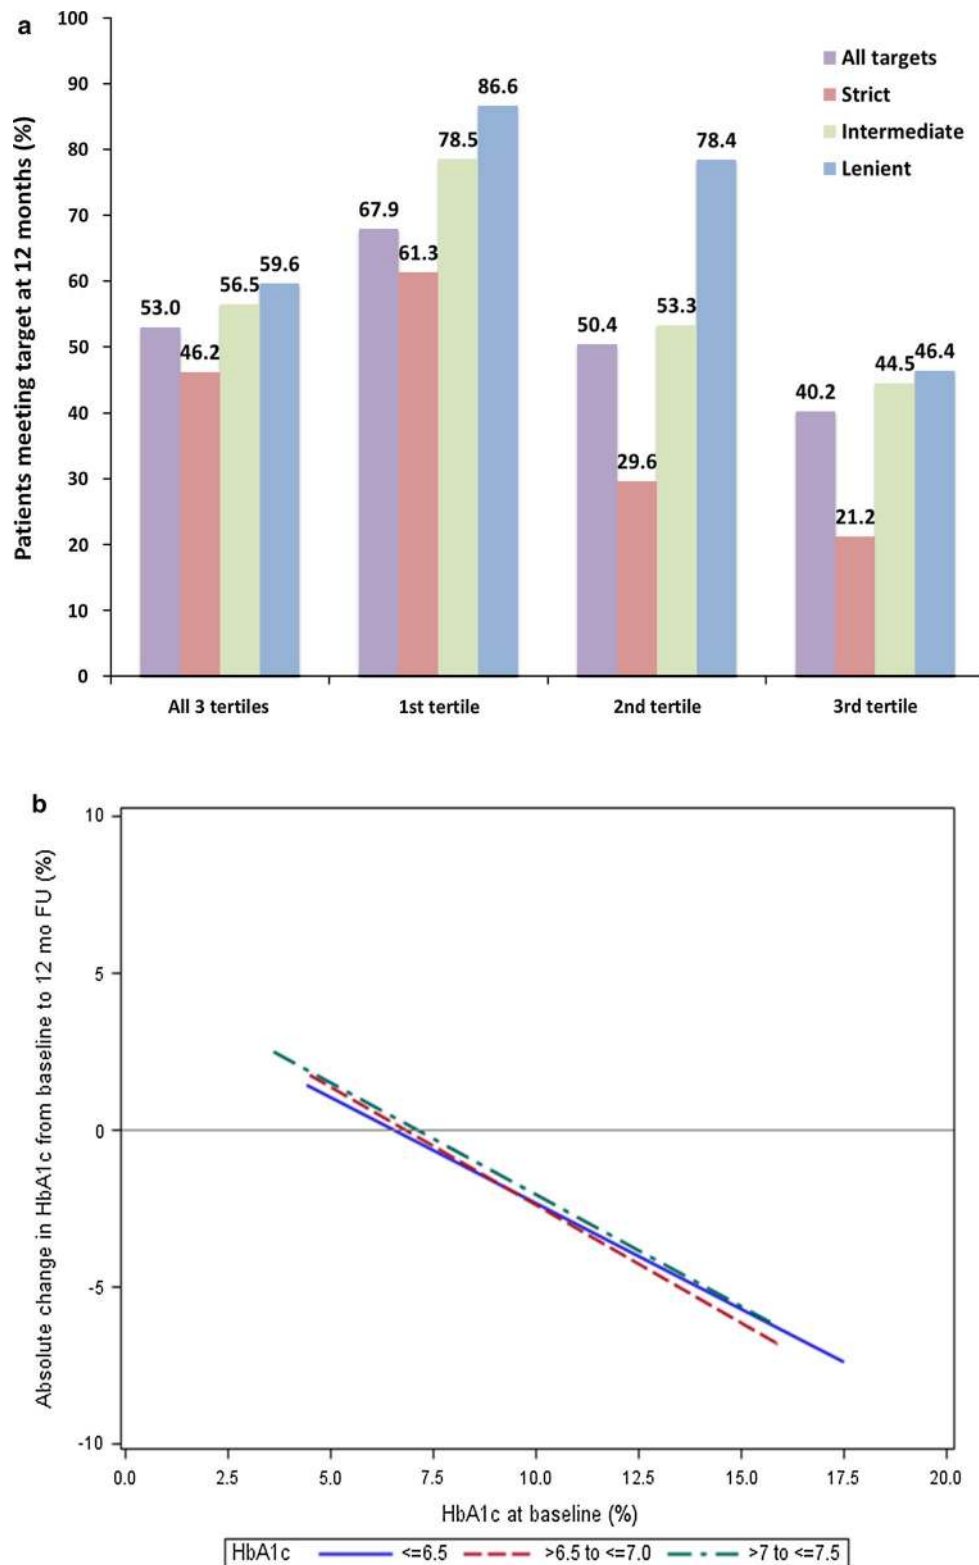 a
Patients meeting target at 12 months (%)
100
90
80
70
60
50
40
30
20
10
0
All targets
Strict
Intermediate
Lenient
53.0
46.2
56.5
59.6
67.9
61.3
78.5
86.6
50.4
29.6
53.3
78.4
40.2
21.2
44.5
46.4
All 3 tertiles
1st tertile
2nd tertile
3rd tertile
b
Absolute change in HbA1c from baseline to 12 mo FU (%)
10
5
0
-5
-10
0.0
2.5
5.0
7.5
10.0
12.5
15.0
17.5
20.0
HbA1c at baseline (%)
HbA1c <=6.5 >6.5 to <=7.0 >7 to <=7.5